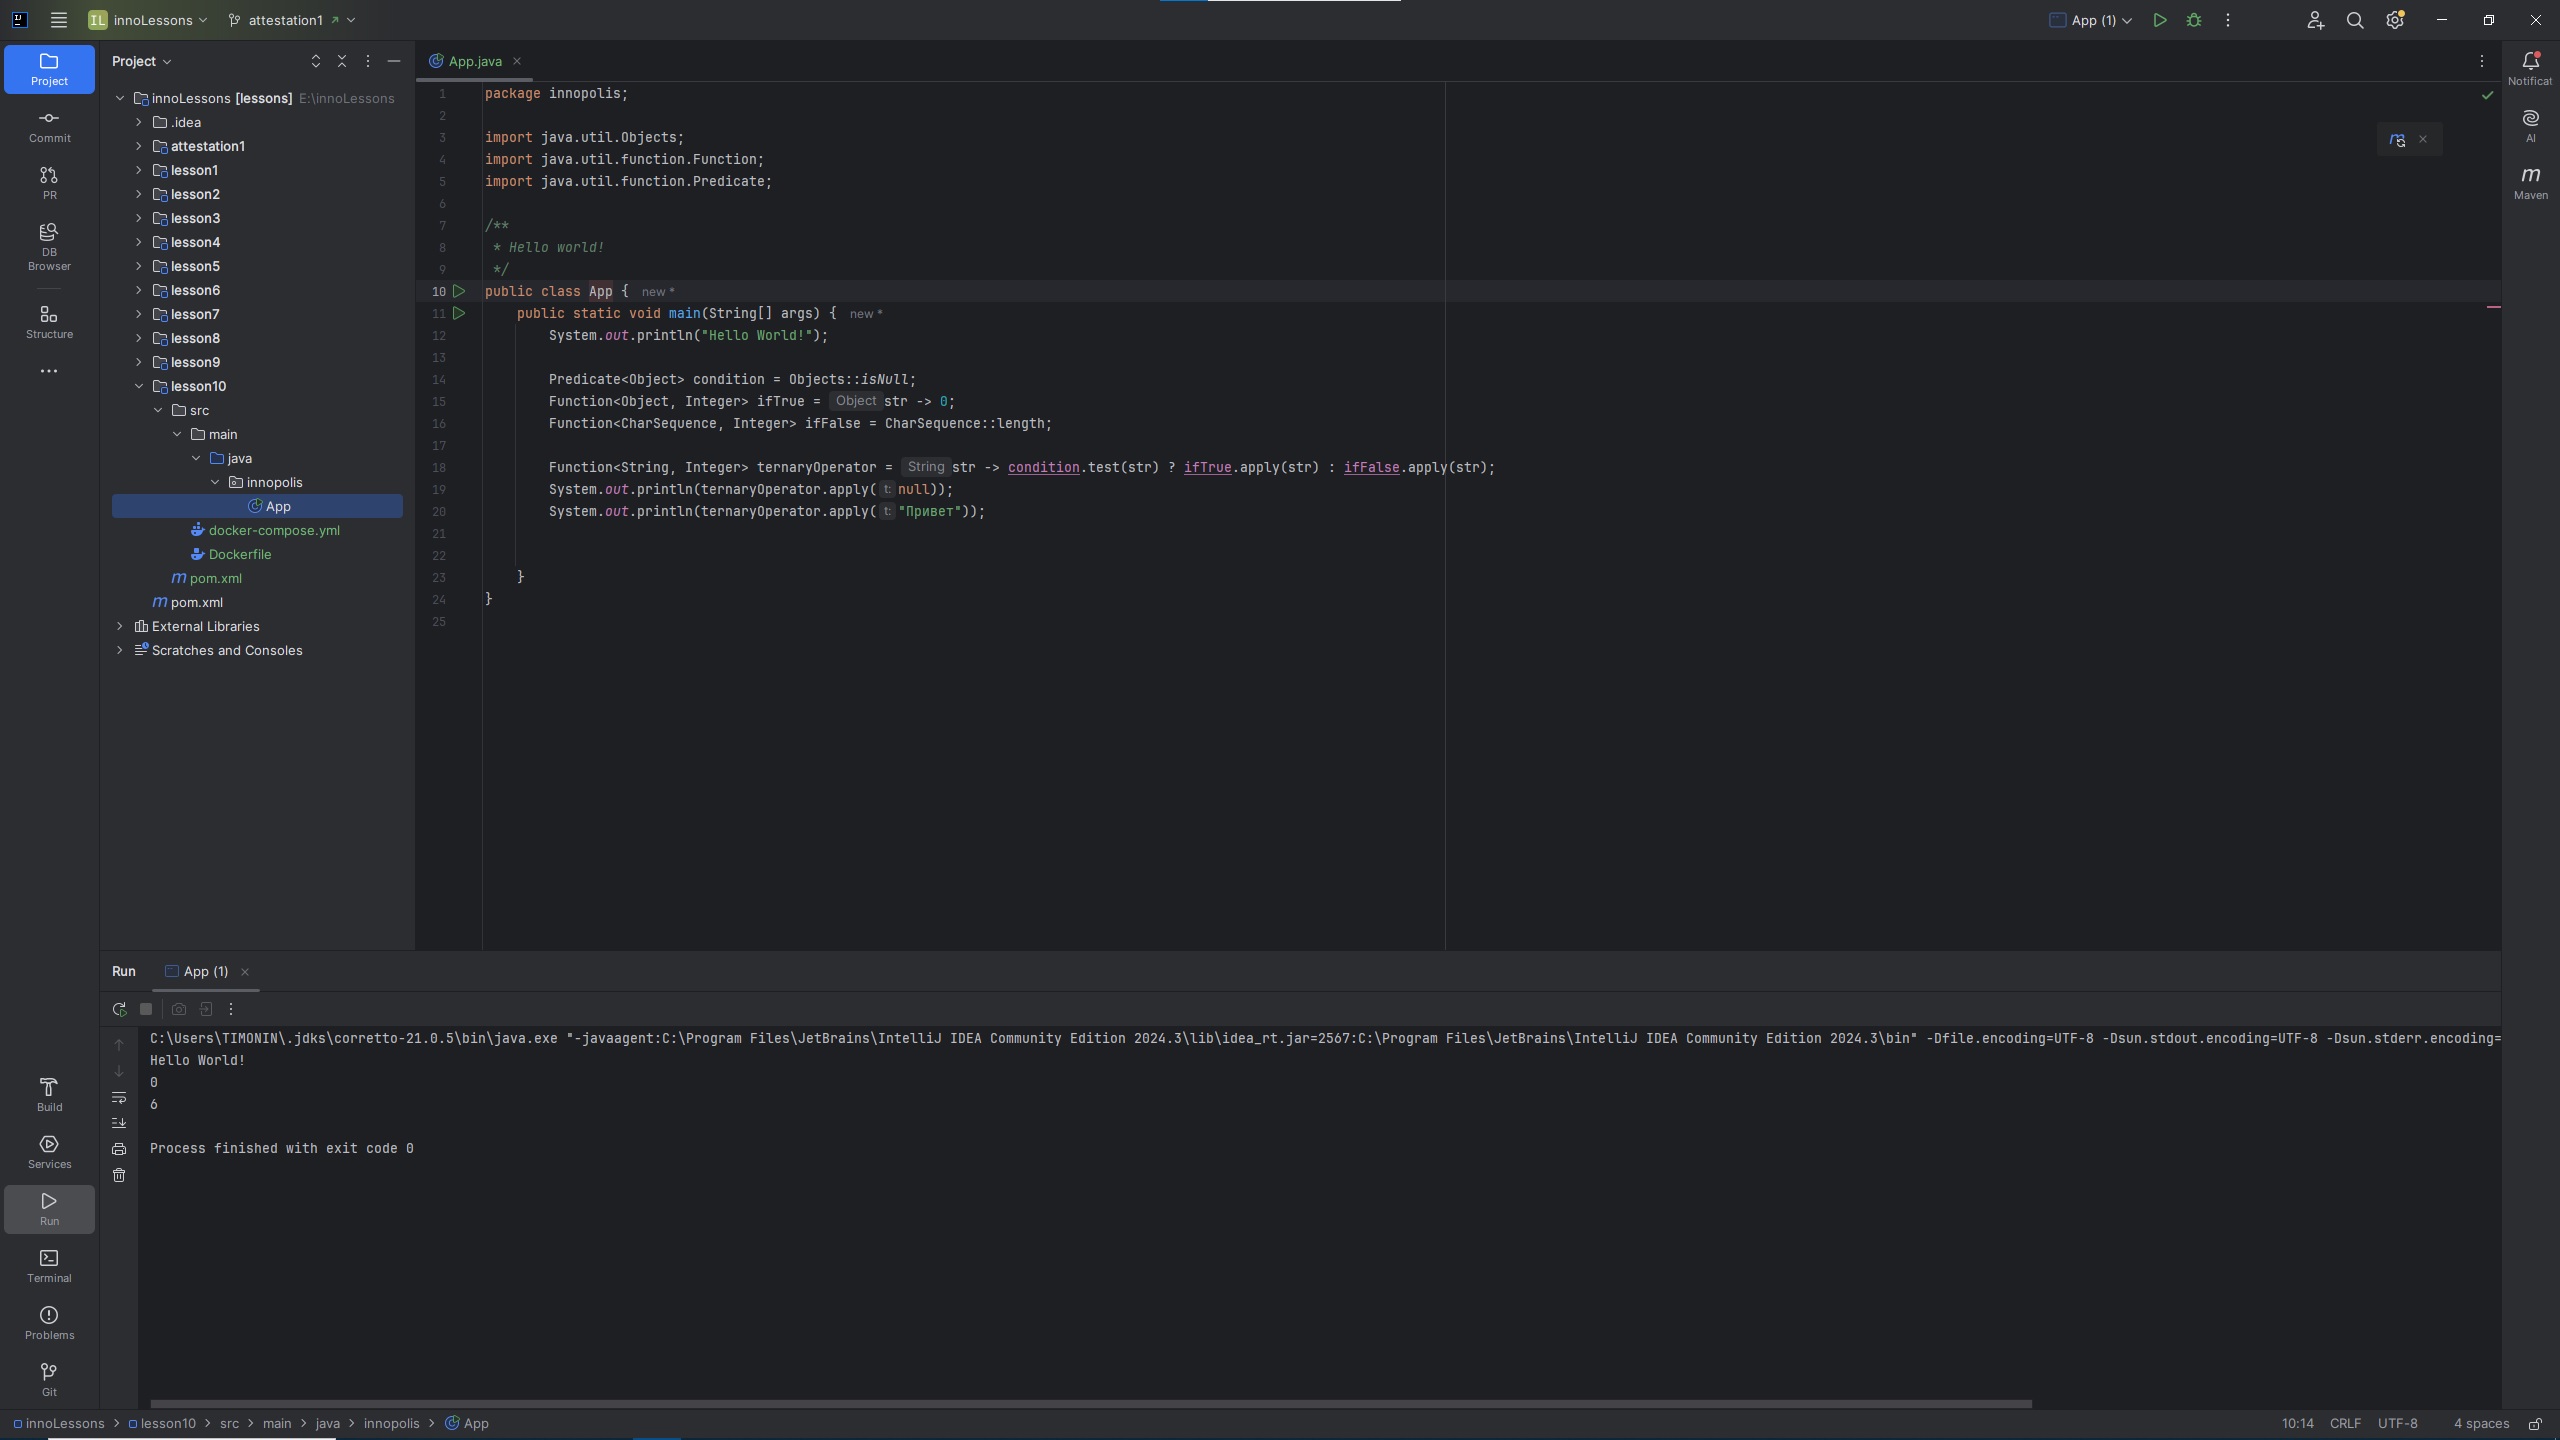 IL innoLessons attestation1 App (1)
Project
Commit
PR
DB
Browser
Structure
Build
Services
Run
Terminal
Problems
Git
Project
innoLessons [lessons] E:\innoLessons
.idea
attestation1
lesson1
lesson2
lesson3
lesson4
lesson5
lesson6
lesson7
lesson8
lesson9
lesson10
src
main
java
innopolis
App
docker-compose.yml
Dockerfile
m pom.xml
m pom.xml
External Libraries
Scratches and Consoles
App.java
1 package innopolis;
2
3 import java.util.Objects;
4 import java.util.function.Function;
5 import java.util.function.Predicate;
6
7 /**
8 * Hello world!
9 */
10 public class App { new *
11 public static void main(String[] args) { new *
12 System.out.println("Hello World!");
13
14 Predicate<Object> condition = Objects::isNull;
15 Function<Object, Integer> ifTrue = Object str -> 0;
16 Function<CharSequence, Integer> ifFalse = CharSequence::length;
17
18 Function<String, Integer> ternaryOperator = String str -> condition.test(str) ? ifTrue.apply(str) : ifFalse.apply(str);
19 System.out.println(ternaryOperator.apply( t: null));
20 System.out.println(ternaryOperator.apply( t: "Привет"));
21
22
23 }
24 }
25
Notificat
AI
m
Maven
Run App (1)
C:\Users\TIMONIN\.jdks\corretto-21.0.5\bin\java.exe "-javaagent:C:\Program Files\JetBrains\IntelliJ IDEA Community Edition 2024.3\lib\idea_rt.jar=2567:C:\Program Files\JetBrains\IntelliJ IDEA Community Edition 2024.3\bin" -Dfile.encoding=UTF-8 -Dsun.stdout.encoding=UTF-8 -Dsun.stderr.encoding=
Hello World!
0
6
Process finished with exit code 0
innoLessons > lesson10 > src > main > java > innopolis > App
10:14 CRLF UTF-8 4 spaces